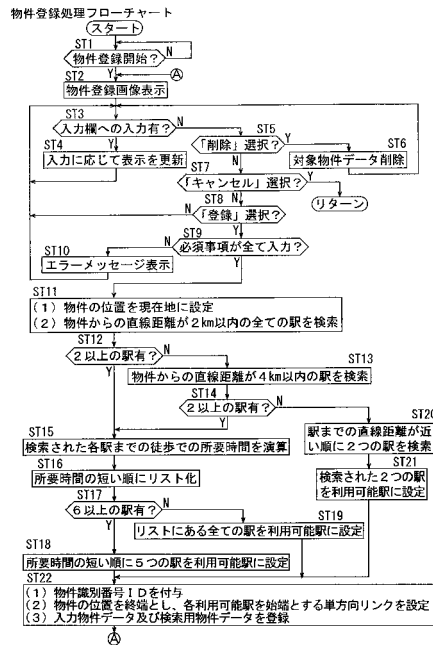 物件登録処理フローチャート
スタート
ST1
物件登録開始？
N
Y
Ⓐ
ST2
物件登録画像表示
ST3
入力欄への入力有？
N
Y
ST4
入力に応じて表示を更新
ST5
「削除」選択？
Y
N
ST6
対象物件データ削除
ST7
「キャンセル」選択？
Y
N
リターン
ST8
「登録」選択？
N
Y
ST9
必須事項が全て入力？
N
Y
ST10
エラーメッセージ表示
ST11
（１）物件の位置を現在地に設定
（２）物件からの直線距離が２km以内の全ての駅を検索
ST12
２以上の駅有？
N
Y
ST13
物件からの直線距離が４km以内の駅を検索
ST14
２以上の駅有？
N
Y
ST15
検索された各駅までの徒歩での所要時間を演算
ST16
所要時間の短い順にリスト化
ST17
６以上の駅有？
N
Y
ST18
所要時間の短い順に５つの駅を利用可能駅に設定
ST19
リストにある全ての駅を利用可能駅に設定
ST20
駅までの直線距離が近
い順に２つの駅を検索
ST21
検索された２つの駅
を利用可能駅に設定
ST22
（１）物件識別番号ＩＤを付与
（２）物件の位置を終端とし、各利用可能駅を始端とする単方向リンクを設定
（３）入力物件データ及び検索用物件データを登録
Ⓐ